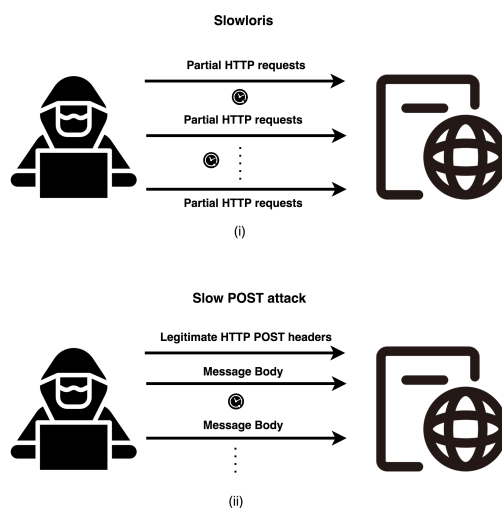 Slowloris
Partial HTTP requests
Partial HTTP requests
Partial HTTP requests
(i)
Slow POST attack
Legitimate HTTP POST headers
Message Body
Message Body
(ii)